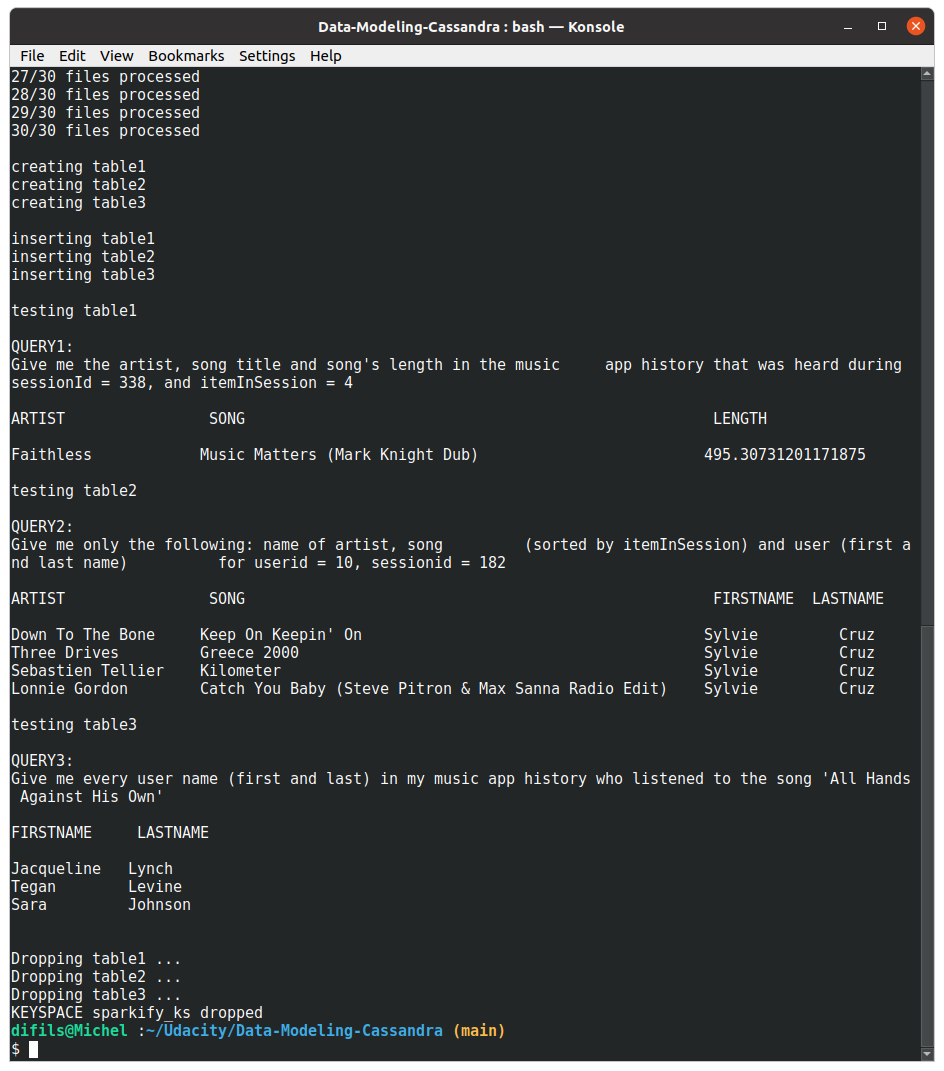 Data-Modeling-Cassandra : bash — Konsole
File Edit View Bookmarks Settings Help
27/30 files processed
28/30 files processed
29/30 files processed
30/30 files processed
creating table1
creating table2
creating table3
inserting table1
inserting table2
inserting table3
testing table1
QUERY1:
Give me the artist, song title and song's length in the music     app history that was heard during
sessionId = 338, and itemInSession = 4
ARTIST                SONG                                                    LENGTH
Faithless            Music Matters (Mark Knight Dub)                         495.30731201171875
testing table2
QUERY2:
Give me only the following: name of artist, song         (sorted by itemInSession) and user (first a
nd last name)          for userid = 10, sessionid = 182
ARTIST                SONG                                                    FIRSTNAME  LASTNAME
Down To The Bone     Keep On Keepin' On                                      Sylvie         Cruz
Three Drives         Greece 2000                                             Sylvie         Cruz
Sebastien Tellier    Kilometer                                               Sylvie         Cruz
Lonnie Gordon        Catch You Baby (Steve Pitron & Max Sanna Radio Edit)    Sylvie         Cruz
testing table3
QUERY3:
Give me every user name (first and last) in my music app history who listened to the song 'All Hands
 Against His Own'
FIRSTNAME     LASTNAME
Jacqueline   Lynch
Tegan        Levine
Sara         Johnson
Dropping table1 ...
Dropping table2 ...
Dropping table3 ...
KEYSPACE sparkify_ks dropped
difils@Michel :~/Udacity/Data-Modeling-Cassandra (main)
$